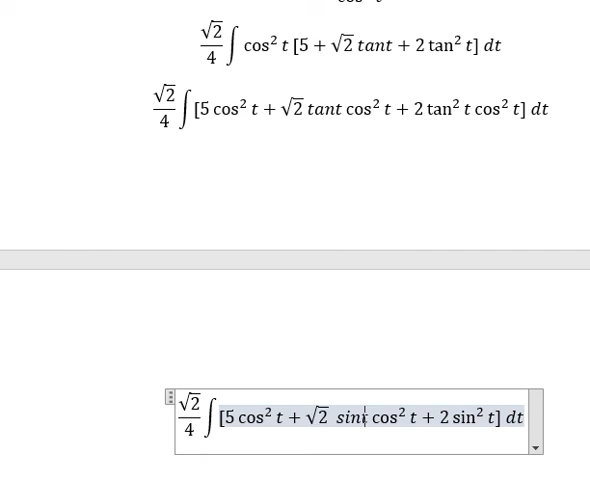 √2/4 ∫ cos² t [5 + √2 tant + 2 tan² t] dt
√2/4 ∫ [5 cos² t + √2 tant cos² t + 2 tan² t cos² t] dt
√2/4 ∫ [5 cos² t + √2 sint cos² t + 2 sin² t] dt